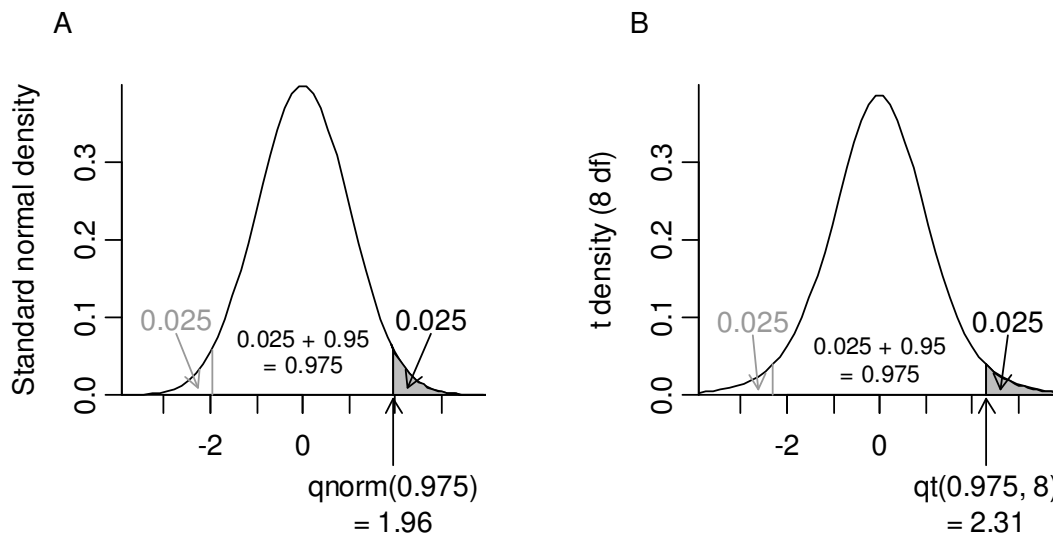 A
Standard normal density
0.0
0.1
0.2
0.3
0.025
0.025 + 0.95
= 0.975
0.025
-2
0
qnorm(0.975)
= 1.96
B
t density (8 df)
0.0
0.1
0.2
0.3
0.025
0.025 + 0.95
= 0.975
0.025
-2
0
qt(0.975, 8)
= 2.31